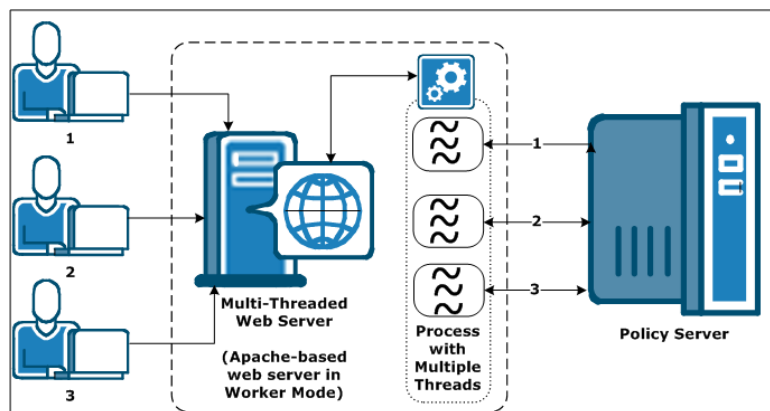 1
2
3
Multi-Threaded
Web Server
(Apache-based
web server in
Worker Mode)
Process
with
Multiple
Threads
1
2
3
Policy Server